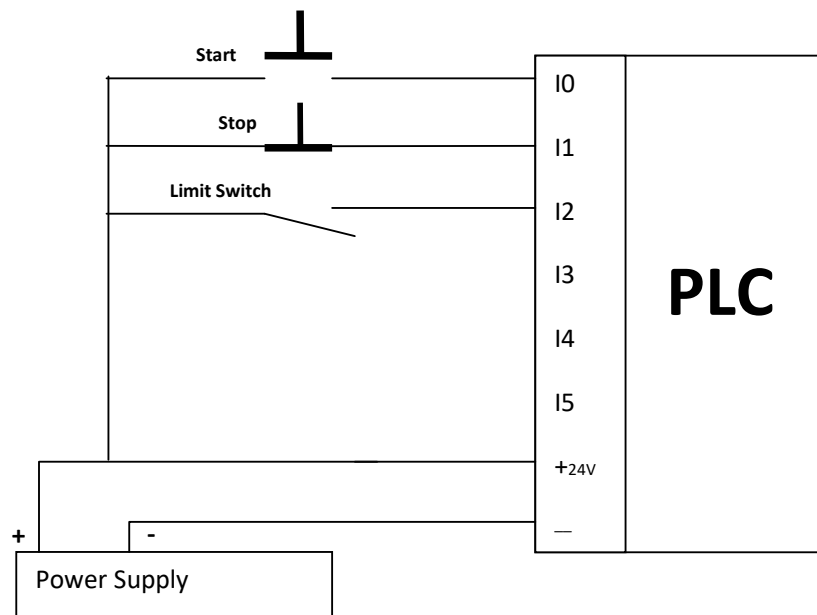 Start
I0
Stop
I1
Limit Switch
I2
I3
PLC
I4
I5
+24V
+
-
_
Power Supply